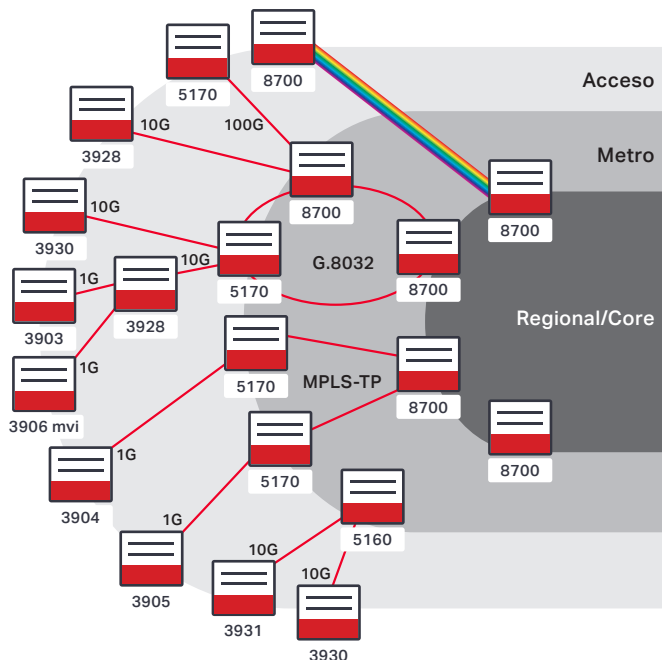 8700
5170
Acceso
10G
100G
3928
Metro
8700
8700
10G
3930
G.8032
10G
5170
8700
1G
3928
3903
Regional/Core
1G
5170
MPLS-TP
8700
3906 mvi
1G
5170
8700
3904
1G
5160
10G
10G
3905
3931
3930